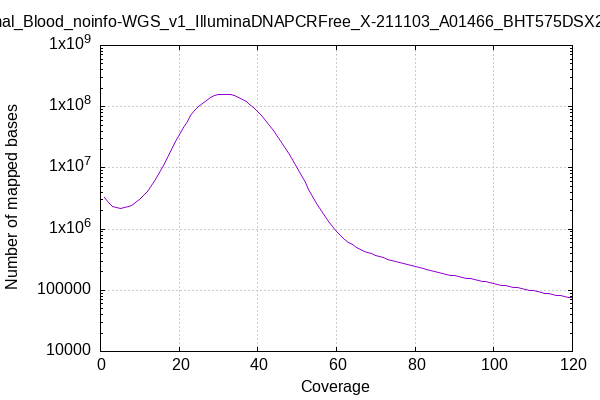 nal_Blood_noinfo-WGS_v1_IlluminaDNAPCRFree_X-211103_A01466_BHT575DSX2
Number of mapped bases
1x10⁹
1x10⁸
1x10⁷
1x10⁶
100000
10000
0 20 40 60 80 100 120
Coverage